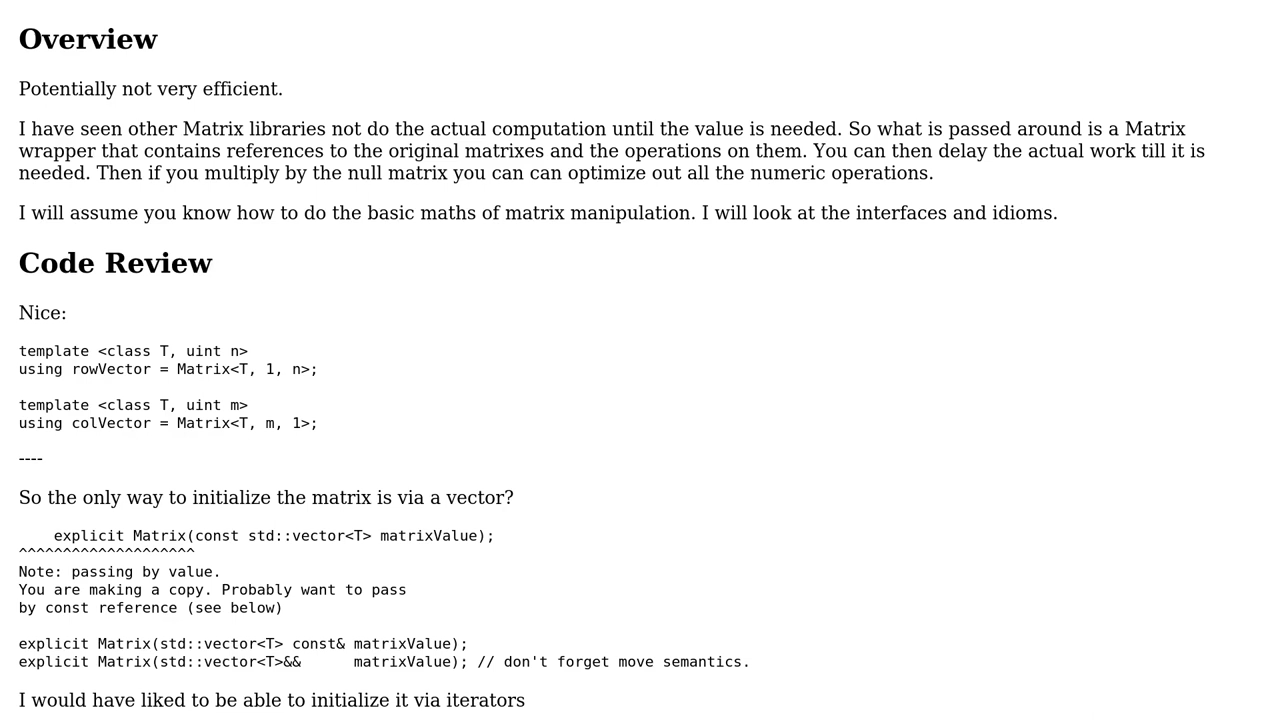 Overview
Potentially not very efficient.
I have seen other Matrix libraries not do the actual computation until the value is needed. So what is passed around is a Matrix
wrapper that contains references to the original matrixes and the operations on them. You can then delay the actual work till it is
needed. Then if you multiply by the null matrix you can can optimize out all the numeric operations.
I will assume you know how to do the basic maths of matrix manipulation. I will look at the interfaces and idioms.
Code Review
Nice:
template <class T, uint n>
using rowVector = Matrix<T, 1, n>;
template <class T, uint m>
using colVector = Matrix<T, m, 1>;
----
So the only way to initialize the matrix is via a vector?
    explicit Matrix(const std::vector<T> matrixValue);
^^^^^^^^^^^^^^^^^^^^
Note: passing by value.
You are making a copy. Probably want to pass
by const reference (see below)
explicit Matrix(std::vector<T> const& matrixValue);
explicit Matrix(std::vector<T>&&      matrixValue); // don't forget move semantics.
I would have liked to be able to initialize it via iterators